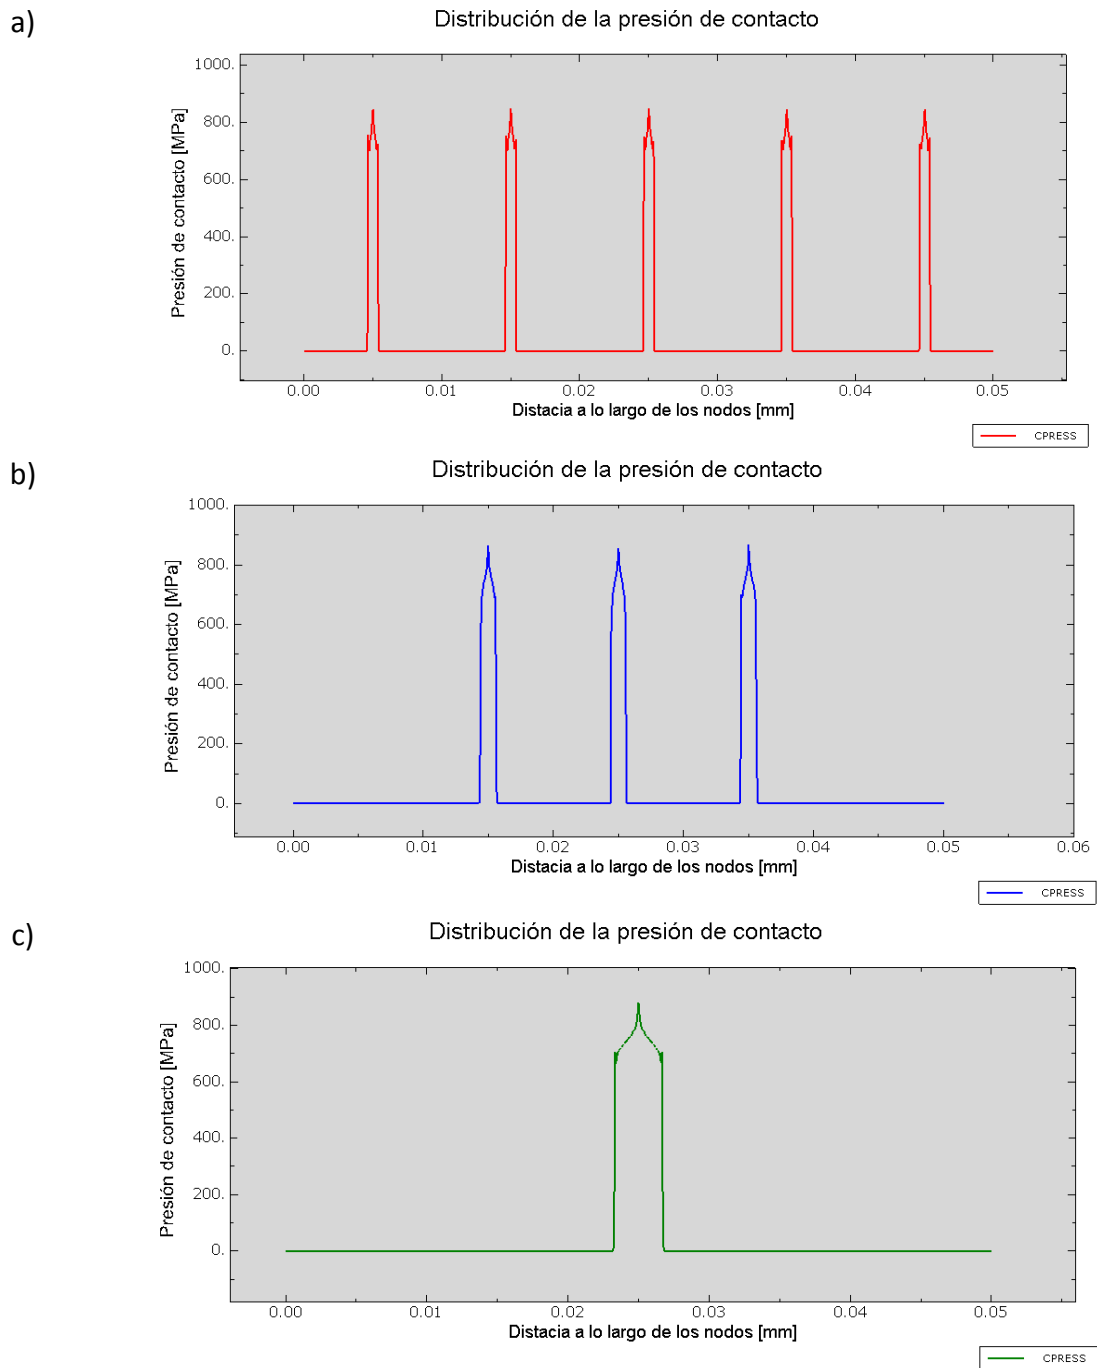 a)
Distribución de la presión de contacto
Presión de contacto [MPa]
1000.
800.
600.
400.
200.
0.
0.00 0.01 0.02 0.03 0.04 0.05
Distacia a lo largo de los nodos [mm]
CPRESS
b)
Distribución de la presión de contacto
Presión de contacto [MPa]
1000.
800.
600.
400.
200.
0.
0.00 0.01 0.02 0.03 0.04 0.05 0.06
Distacia a lo largo de los nodos [mm]
CPRESS
c)
Distribución de la presión de contacto
Presión de contacto [MPa]
1000.
800.
600.
400.
200.
0.
0.00 0.01 0.02 0.03 0.04 0.05
Distacia a lo largo de los nodos [mm]
CPRESS